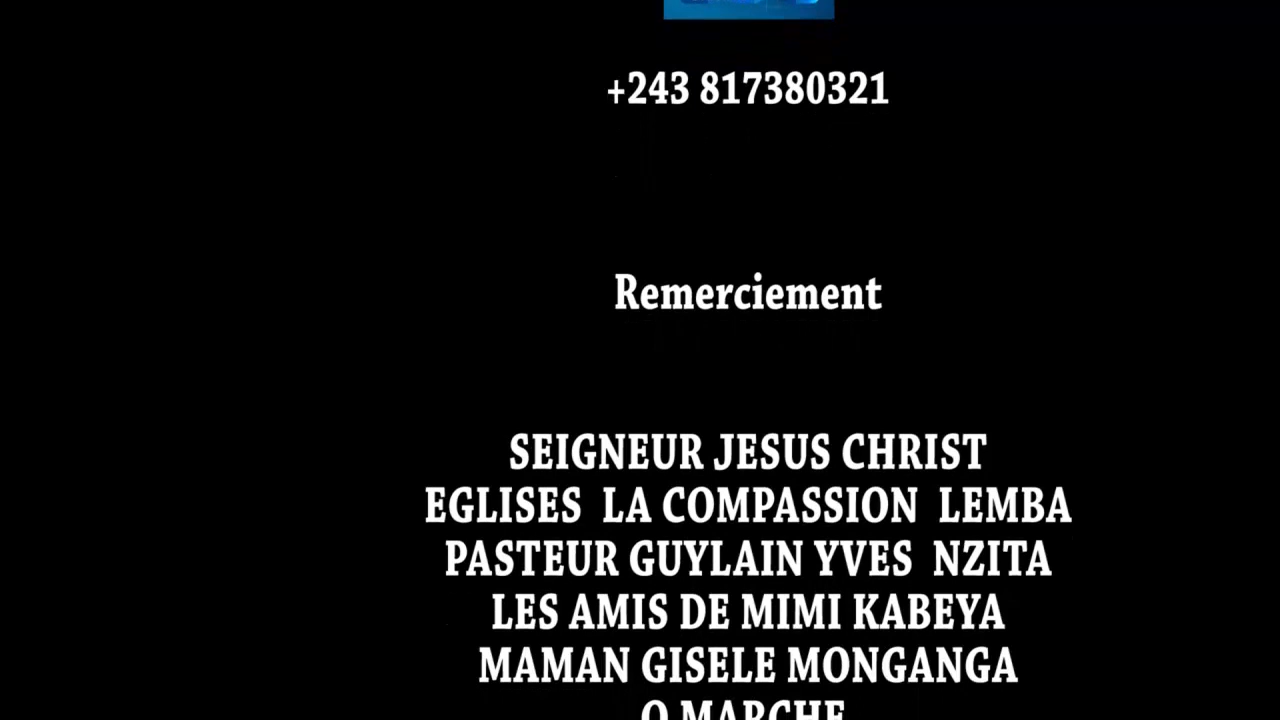 +243 817380321
Remerciement
SEIGNEUR JESUS CHRIST
EGLISES LA COMPASSION LEMBA
PASTEUR GUYLAIN YVES NZITA
LES AMIS DE MIMI KABEYA
MAMAN GISELE MONGANGA
O MARCHE